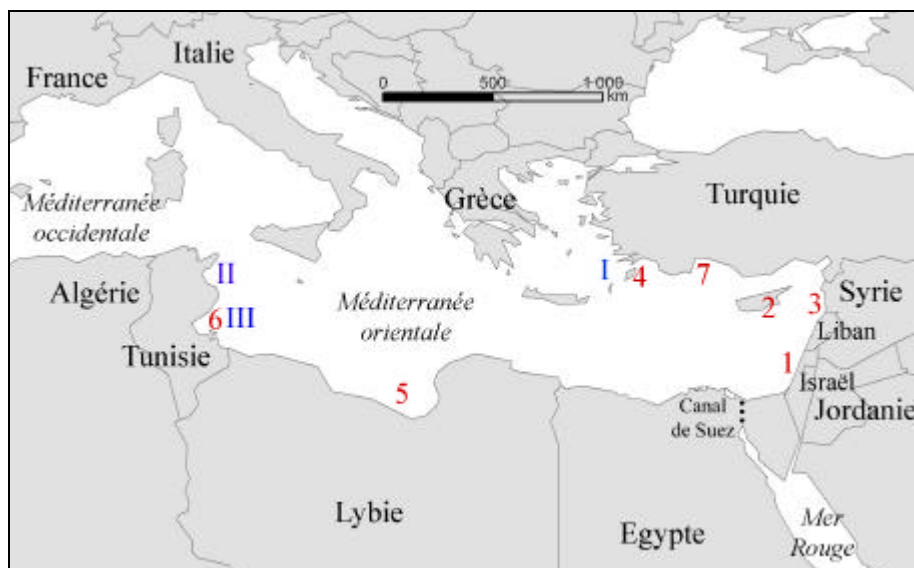 Italie
France
0 500 1 000
km
Grèce
Turquie
Méditerranée
occidentale
I
4
7
II
Algérie
2
3
Syrie
6
III
Méditerranée
orientale
Liban
Tunisie
1
Israël
5
Canal
de Suez
Jordanie
Lybie
Egypte
Mer
Rouge